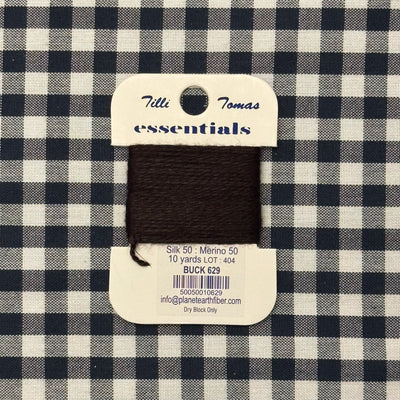 Tilli Tomas
essentials
Silk 50 : Merino 50
10 yards LOT : 404
BUCK 629
50050010629
info@planetearthfiber.com
Dry Block Only